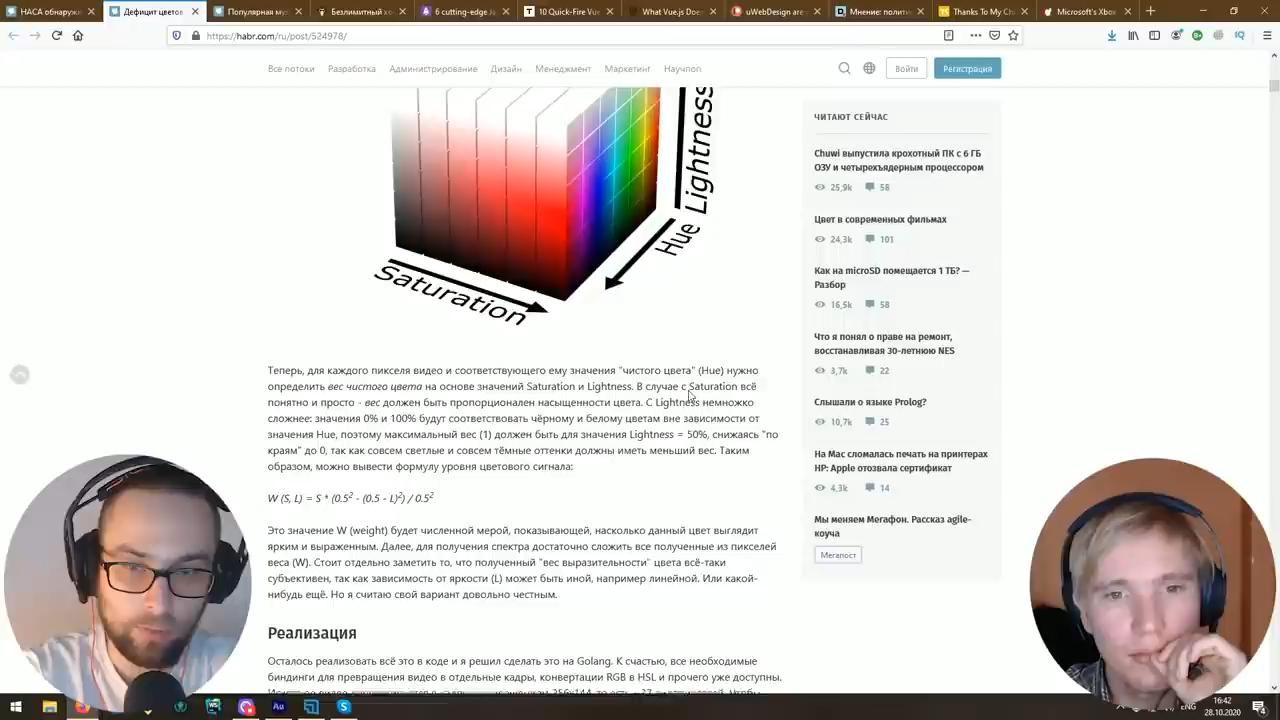 НАСА обнаружи
Дефицит цветов
Популярная му
Безлимитный хо
6 cutting-edge Ja
10 Quick-Fire Vue
What Vue.js Does
uWebDesign are
Мнение: полити
Thanks To My Ch
Microsoft's Xbox
https://habr.com/ru/post/524978/
Все потоки Разработка Администрирование Дизайн Менеджмент Маркетинг Научпоп
Войти
Регистрация
Lightness
Hue
Saturation
Теперь, для каждого пикселя видео и соответствующего ему значения "чистого цвета" (Hue) нужно
определить вес чистого цвета на основе значений Saturation и Lightness. В случае с Saturation всё
понятно и просто - вес должен быть пропорционален насыщенности цвета. С Lightness немножко
сложнее: значения 0% и 100% будут соответствовать чёрному и белому цветам вне зависимости от
значения Hue, поэтому максимальный вес (1) должен быть для значения Lightness = 50%, снижаясь "по
краям" до 0, так как совсем светлые и совсем тёмные оттенки должны иметь меньший вес. Таким
образом, можно вывести формулу уровня цветового сигнала:
W (S, L) = S * (0.5² - (0.5 - L)²) / 0.5²
Это значение W (weight) будет численной мерой, показывающей, насколько данный цвет выглядит
ярким и выраженным. Далее, для получения спектра достаточно сложить все полученные из пикселей
веса (W). Стоит отдельно заметить то, что полученный "вес выразительности" цвета всё-таки
субъективен, так как зависимость от яркости (L) может быть иной, например линейной. Или какой-
нибудь ещё. Но я считаю свой вариант довольно честным.
Реализация
Осталось реализовать всё это в коде и я решил сделать это на Golang. К счастью, все необходимые
биндинги для превращения видео в отдельные кадры, конвертации RGB в HSL и прочего уже доступны.
ЧИТАЮТ СЕЙЧАС
Chuwi выпустила крохотный ПК с 6 ГБ
ОЗУ и четырехъядерным процессором
25,9k 58
Цвет в современных фильмах
24,3k 101
Как на microSD помещается 1 ТБ? —
Разбор
16,5k 58
Что я понял о праве на ремонт,
восстанавливая 30-летнюю NES
3,7k 22
Слышали о языке Prolog?
10,7k 25
На Mac сломалась печать на принтерах
HP: Apple отозвала сертификат
4,3k 14
Мы меняем Мегафон. Рассказ agile-
коуча
Мегапост
ENG
16:42
28.10.2020